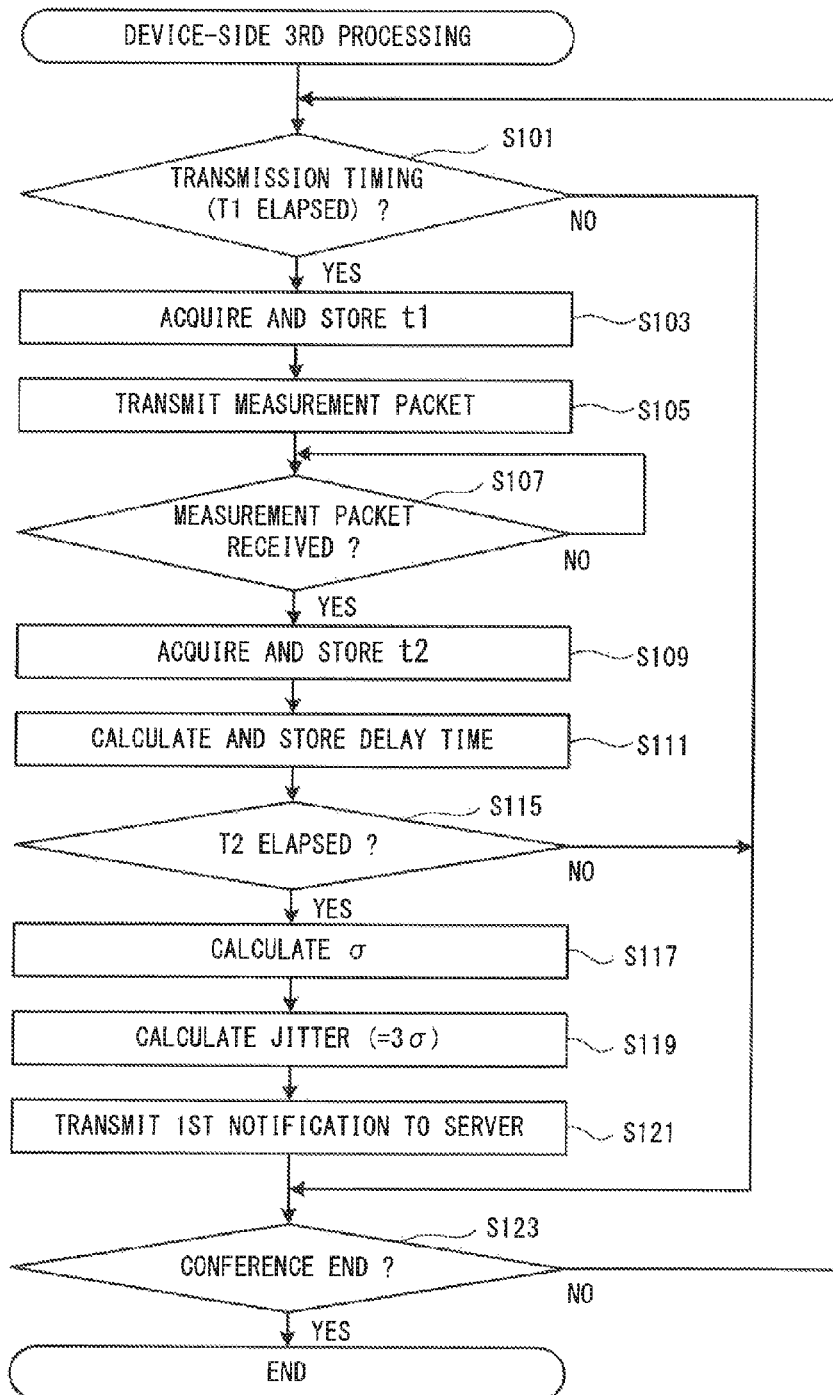 DEVICE-SIDE 3RD PROCESSING
S101
TRANSMISSION TIMING
(T1 ELAPSED) ?
NO
YES
ACQUIRE AND STORE t1
S103
TRANSMIT MEASUREMENT PACKET
S105
S107
MEASUREMENT PACKET
RECEIVED ?
NO
YES
ACQUIRE AND STORE t2
S109
CALCULATE AND STORE DELAY TIME
S111
S115
T2 ELAPSED ?
NO
YES
CALCULATE σ
S117
CALCULATE JITTER (=3σ)
S119
TRANSMIT 1ST NOTIFICATION TO SERVER
S121
S123
CONFERENCE END ?
NO
YES
END